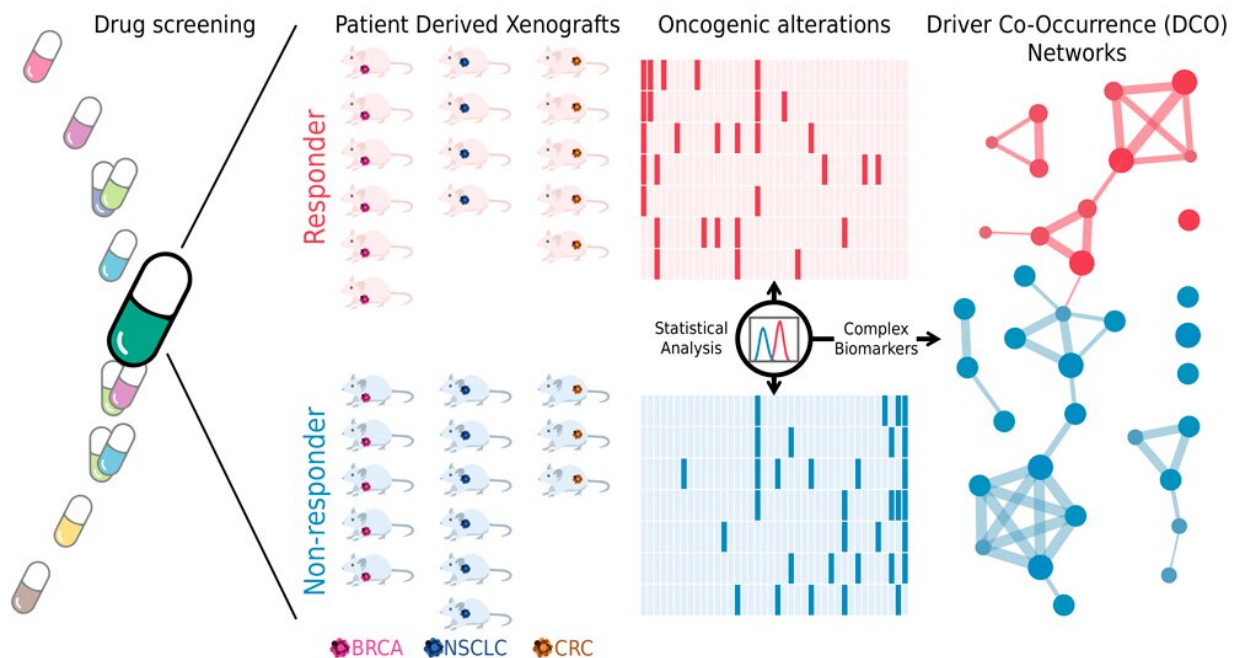 Drug screening
Patient Derived Xenografts
Oncogenic alterations
Driver Co-Occurrence (DCO)
Networks
Responder
Statistical
Analysis
Complex
Biomarkers
Non-responder
BRCA
NSCLC
CRC